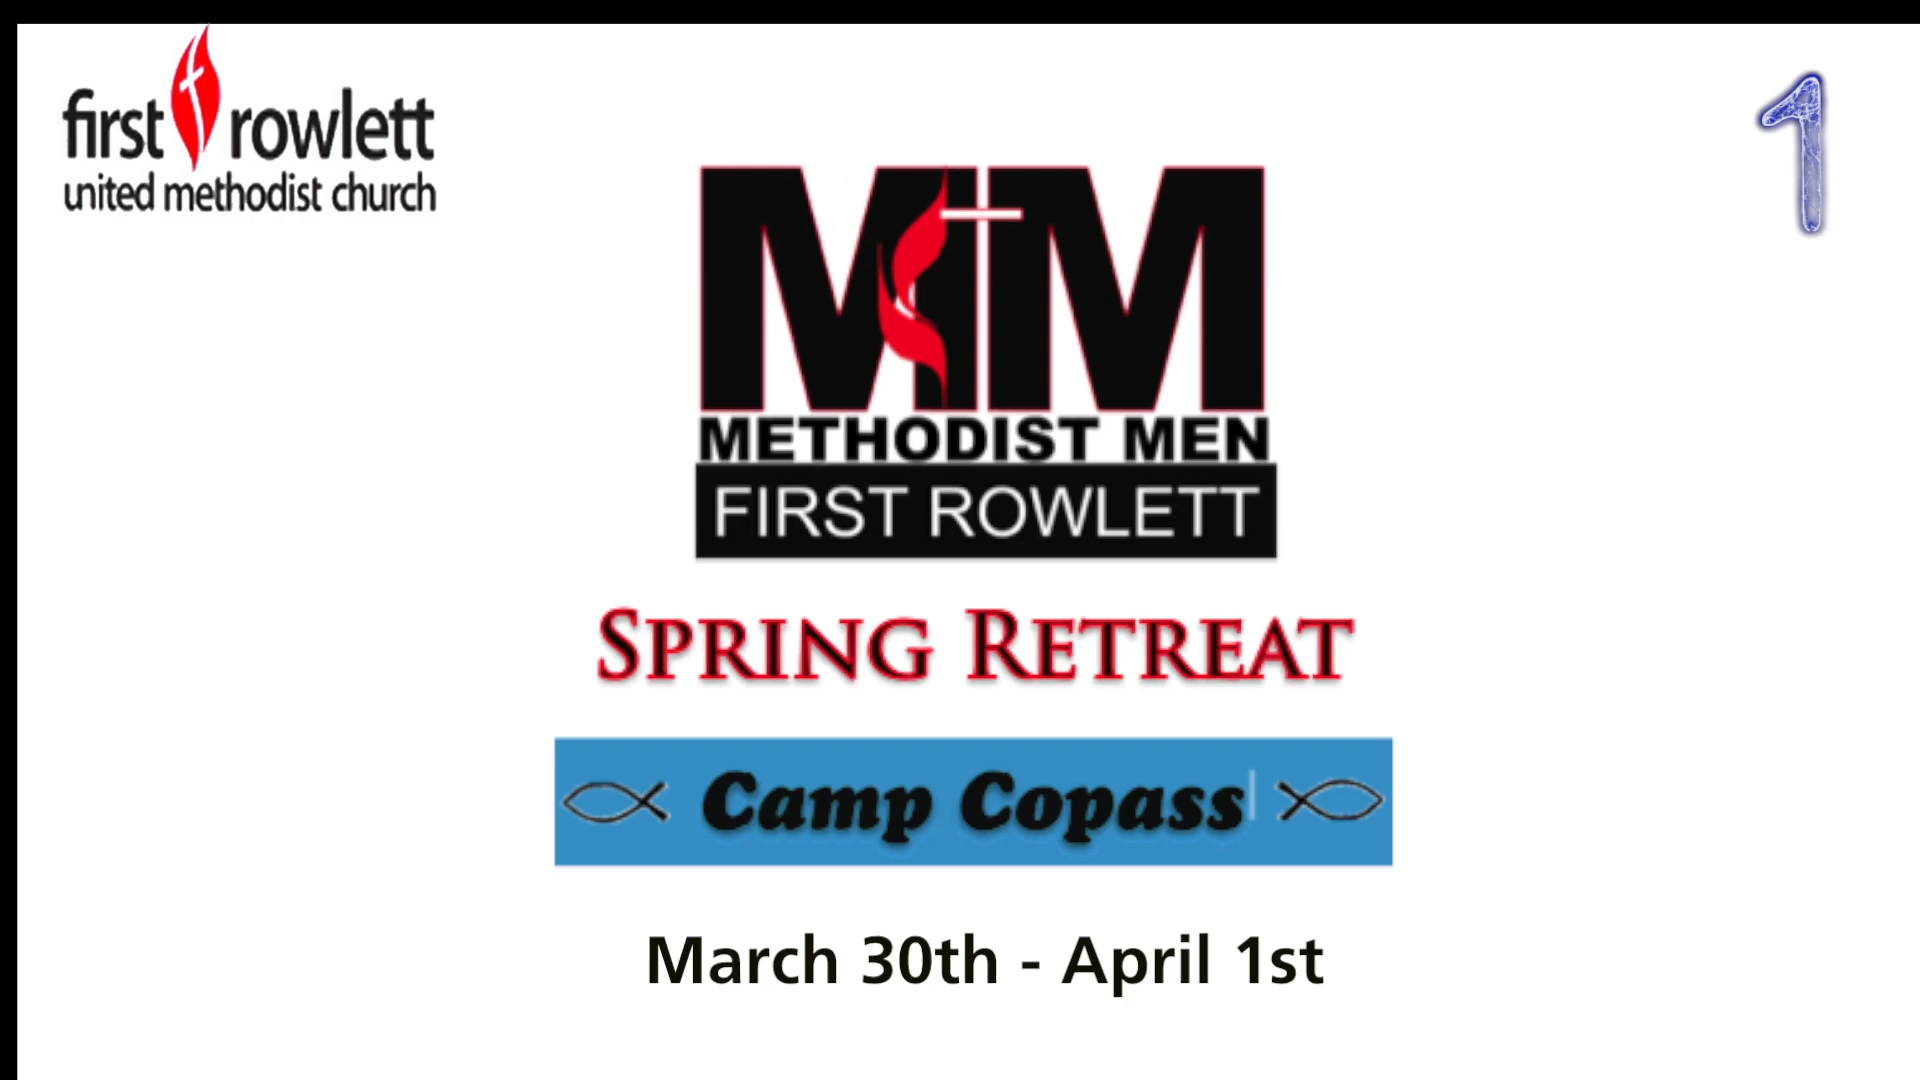 first rowlett
united methodist church
1
MM
METHODIST MEN
FIRST ROWLETT
SPRING RETREAT
Camp Copass
March 30th - April 1st